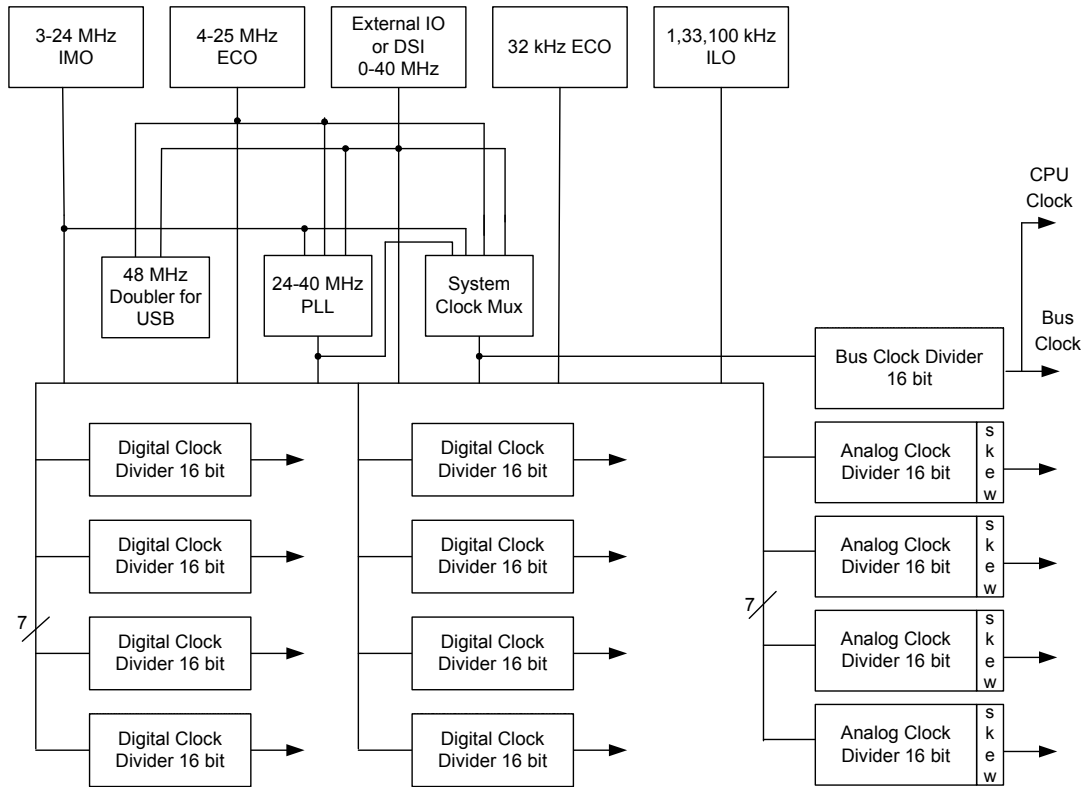 3-24 MHz
IMO
4-25 MHz
ECO
External IO
or DSI
0-40 MHz
32 kHz ECO
1,33,100 kHz
ILO
CPU
Clock
48 MHz
Doubler for
USB
24-40 MHz
PLL
System
Clock Mux
Bus
Clock
Bus Clock Divider
16 bit
Digital Clock
Divider 16 bit
Digital Clock
Divider 16 bit
Analog Clock
Divider 16 bit
s
k
e
w
Digital Clock
Divider 16 bit
Digital Clock
Divider 16 bit
Analog Clock
Divider 16 bit
s
k
e
w
7
7
Digital Clock
Divider 16 bit
Digital Clock
Divider 16 bit
Analog Clock
Divider 16 bit
s
k
e
w
Digital Clock
Divider 16 bit
Digital Clock
Divider 16 bit
Analog Clock
Divider 16 bit
s
k
e
w